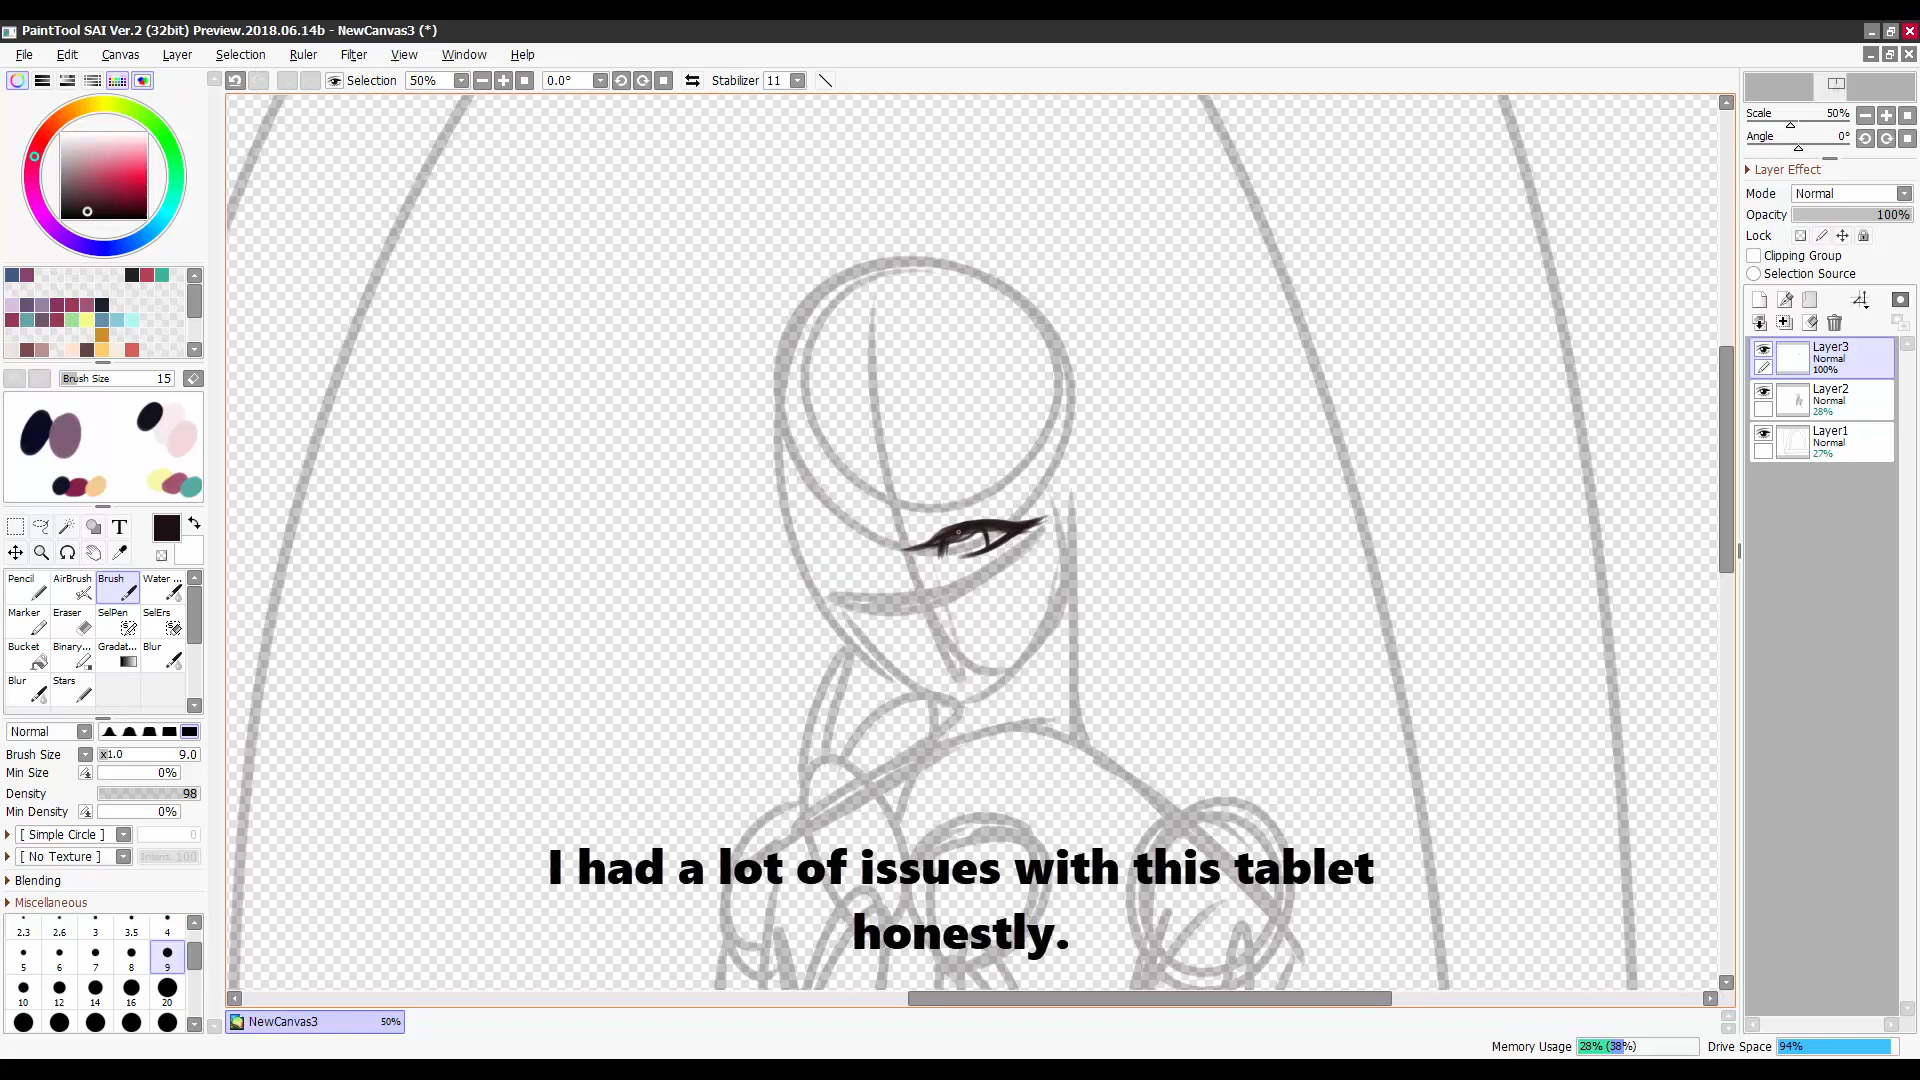 PaintTool SAI Ver.2 (32bit) Preview.2018.06.14b - NewCanvas3 (*)
File Edit Canvas Layer Selection Ruler Filter View Window Help
Selection 50% 0.0° Stabilizer 11
Scale 50%
Angle 0°
Layer Effect
Mode Normal
Opacity 100%
Lock
Clipping Group
Selection Source
Layer3
Normal
100%
Layer2
Normal
28%
Layer1
Normal
27%
Brush Size 15
T
Pencil AirBrush Brush Water ...
Marker Eraser SelPen SelErs
Bucket Binary... Gradat... Blur
Blur Stars
Normal
Brush Size x1.0 9.0
Min Size 0%
Density 98
Min Density 0%
[ Simple Circle ] 0
[ No Texture ] Intens. 100
Blending
Miscellaneous
2.3 2.6 3 3.5 4
5 6 7 8 9
10 12 14 16 20
I had a lot of issues with this tablet
honestly.
NewCanvas3 50%
Memory Usage 28% (38%) Drive Space 94%